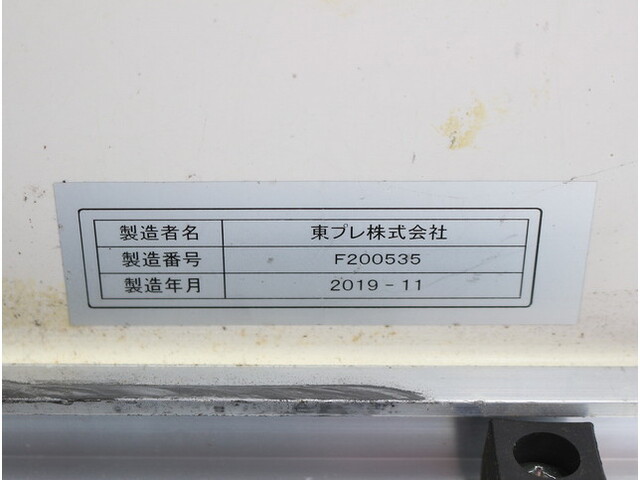 製造者名 東プレ株式会社
製造番号 F200535
製造年月 2019-11